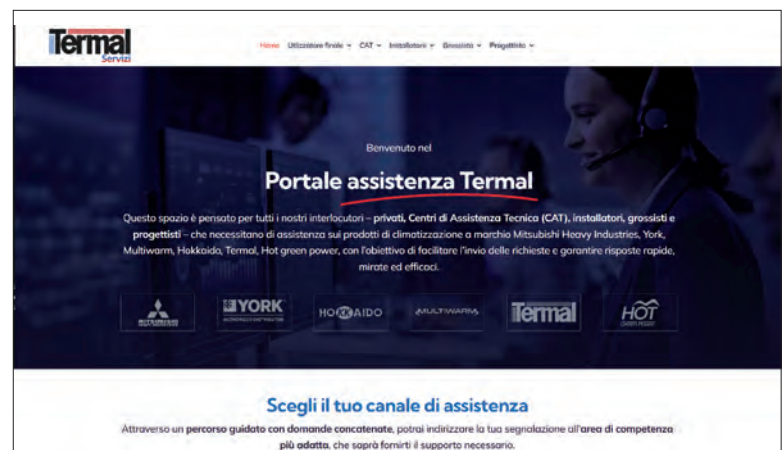 Termal
Servizi
Home Utilizzatore finale CAT Installatori Grossista Progettista
Benvenuto nel
Portale assistenza Termal
Questo spazio è pensato per tutti i nostri interlocutori – privati, Centri di Assistenza Tecnica (CAT), installatori, grossisti e
progettisti – che necessitano di assistenza sui prodotti di climatizzazione a marchio Mitsubishi Heavy Industries, York,
Multiwarm, Hokkaido, Termal, Hot green power, con l'obiettivo di facilitare l'invio delle richieste e garantire risposte rapide,
mirate ed efficaci.
YORK HOKKAIDO MULTIWARM Termal HOT
Scegli il tuo canale di assistenza
Attraverso un percorso guidato con domande concatenate, potrai indirizzare la tua segnalazione all'area di competenza
più adatta, che saprà fornirti il supporto necessario.